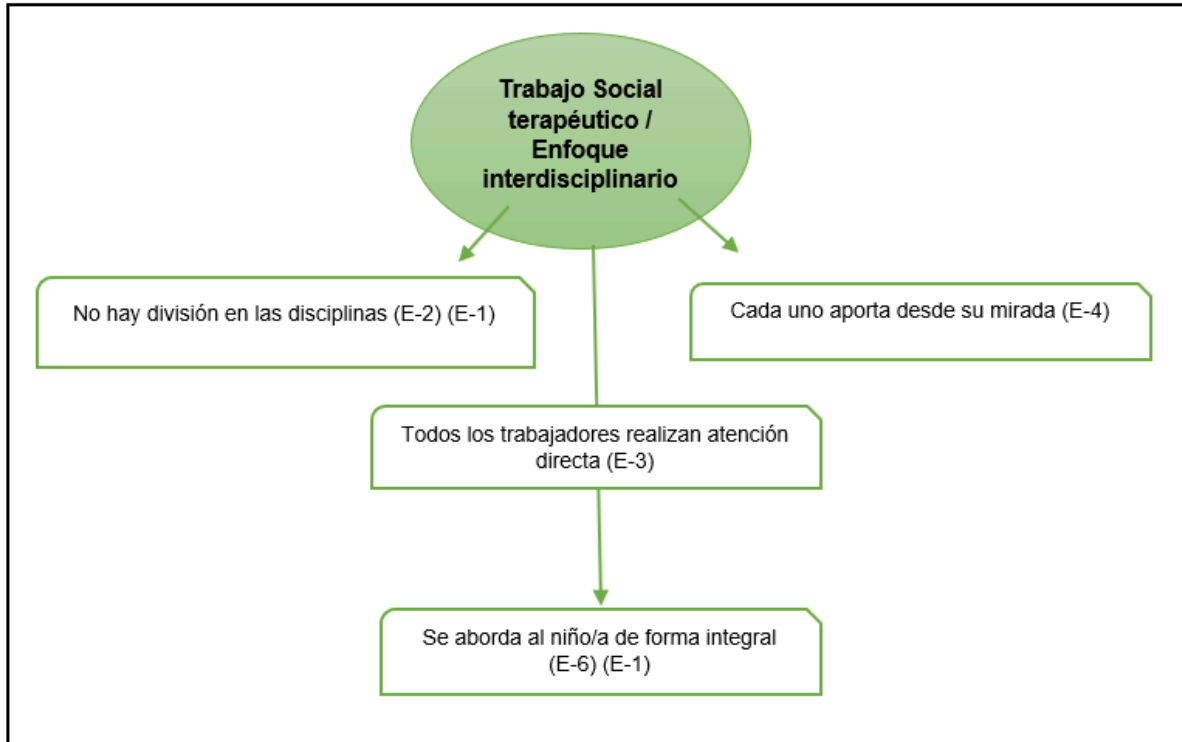 Trabajo Social
terapéutico /
Enfoque
interdisciplinario
No hay división en las disciplinas (E-2) (E-1)
Cada uno aporta desde su mirada (E-4)
Todos los trabajadores realizan atención
directa (E-3)
Se aborda al niño/a de forma integral
(E-6) (E-1)